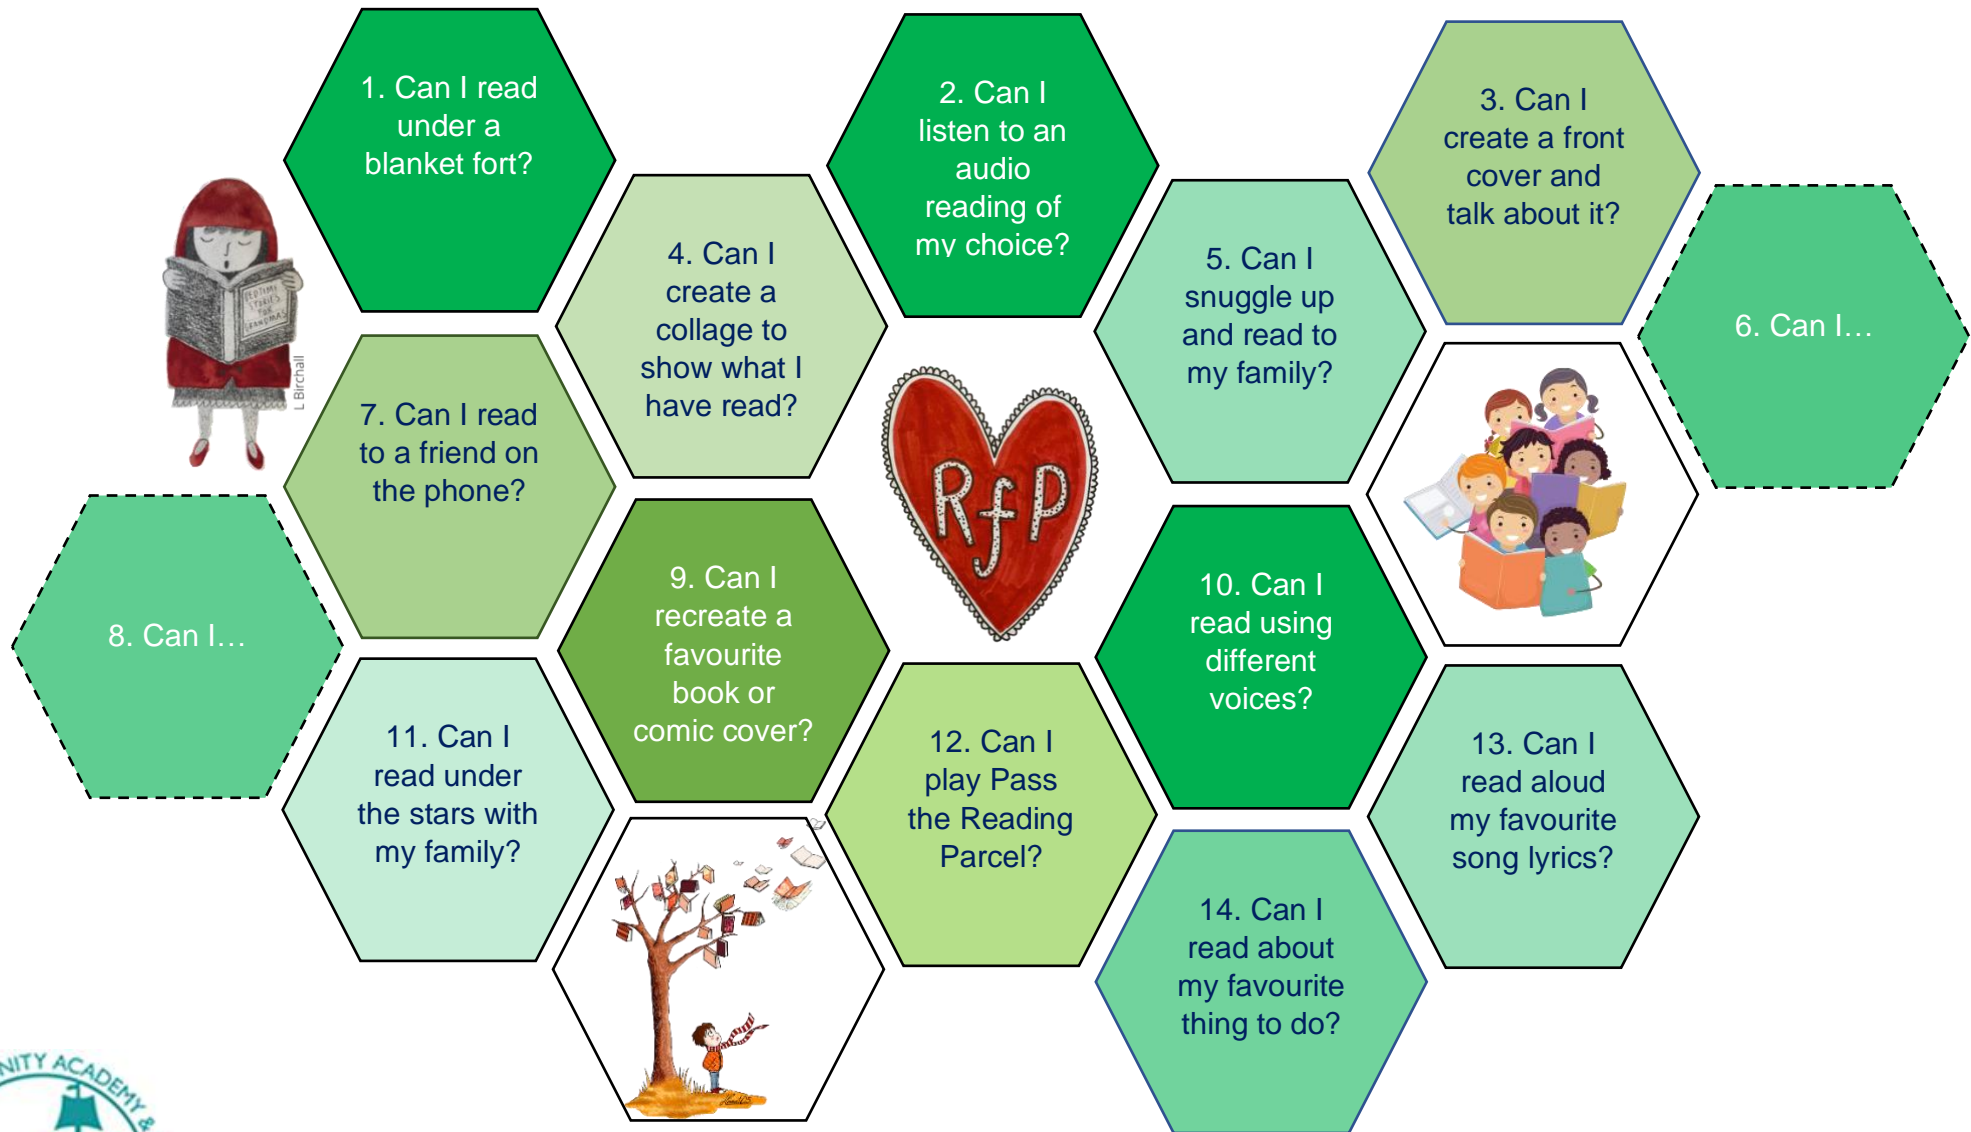 1. Can I read
under a
blanket fort?
2. Can I
listen to an
audio
reading of
my choice?
3. Can I
create a front
cover and
talk about it?
4. Can I
create a
collage to
show what I
have read?
5. Can I
snuggle up
and read to
my family?
6. Can I…
BEDTIME
STORIES
FOR
GRANDMAS
L Birchall
7. Can I read
to a friend on
the phone?
RfP
8. Can I…
9. Can I
recreate a
favourite
book or
comic cover?
10. Can I
read using
different
voices?
11. Can I
read under
the stars with
my family?
12. Can I
play Pass
the Reading
Parcel?
13. Can I
read aloud
my favourite
song lyrics?
14. Can I
read about
my favourite
thing to do?
NITY ACADEMY &